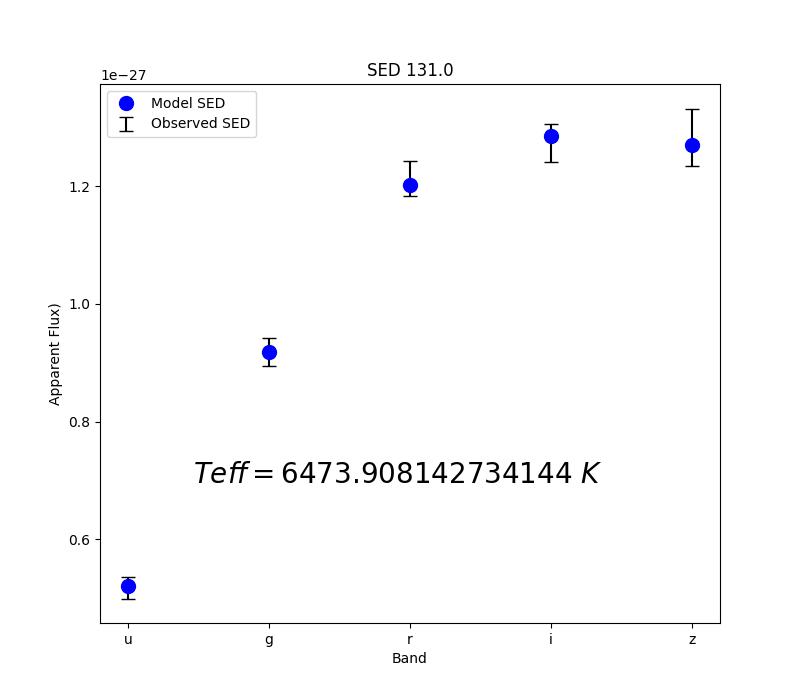 SED 131.0
1e−27
Model SED
Observed SED
1.2
1.0
0.8
0.6
Apparent Flux)
Teff = 6473.908142734144 K
u g r i z
Band